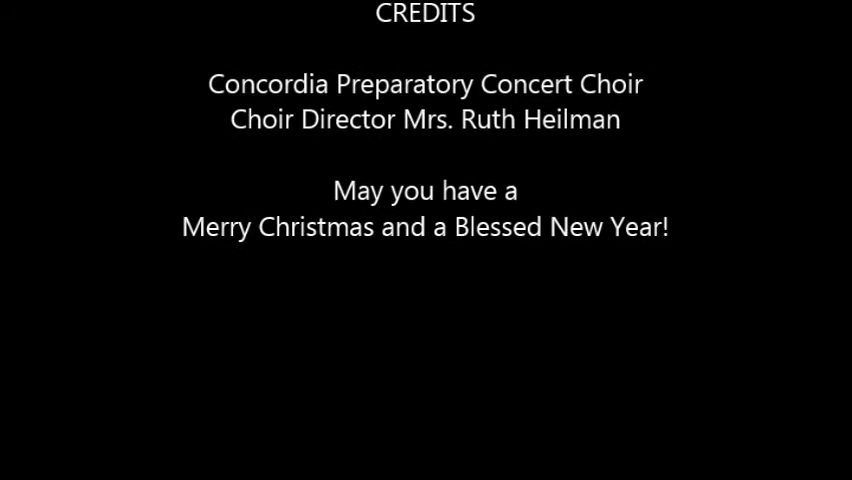 CREDITS
Concordia Preparatory Concert Choir
Choir Director Mrs. Ruth Heilman
May you have a
Merry Christmas and a Blessed New Year!